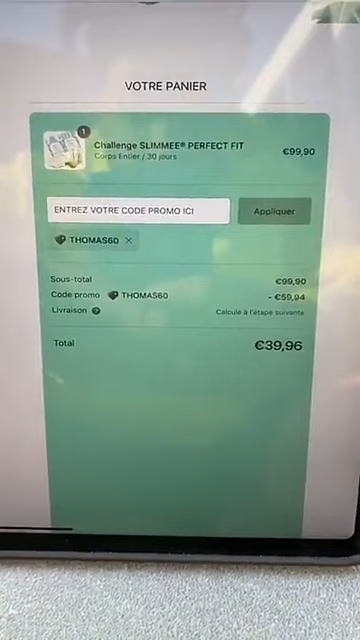 VOTRE PANIER
1
Challenge SLIMMEE® PERFECT FIT
€99,90
Corps Entier / 30 jours
ENTREZ VOTRE CODE PROMO ICI
Appliquer
THOMAS60 ×
Sous-total €99,90
Code promo THOMAS60 - €59,94
Livraison ? Calculé à l'étape suivante
Total €39,96